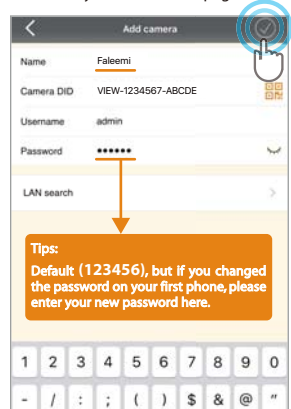 Add camera
Name Faleemi
Camera DID VIEW-1234567-ABCDE
Username admin
Password ••••••
LAN search
Tips:
Default (123456), but if you changed
the password on your first phone, please
enter your new password here.
1 2 3 4 5 6 7 8 9 0
- / : ; ( ) $ & @ "